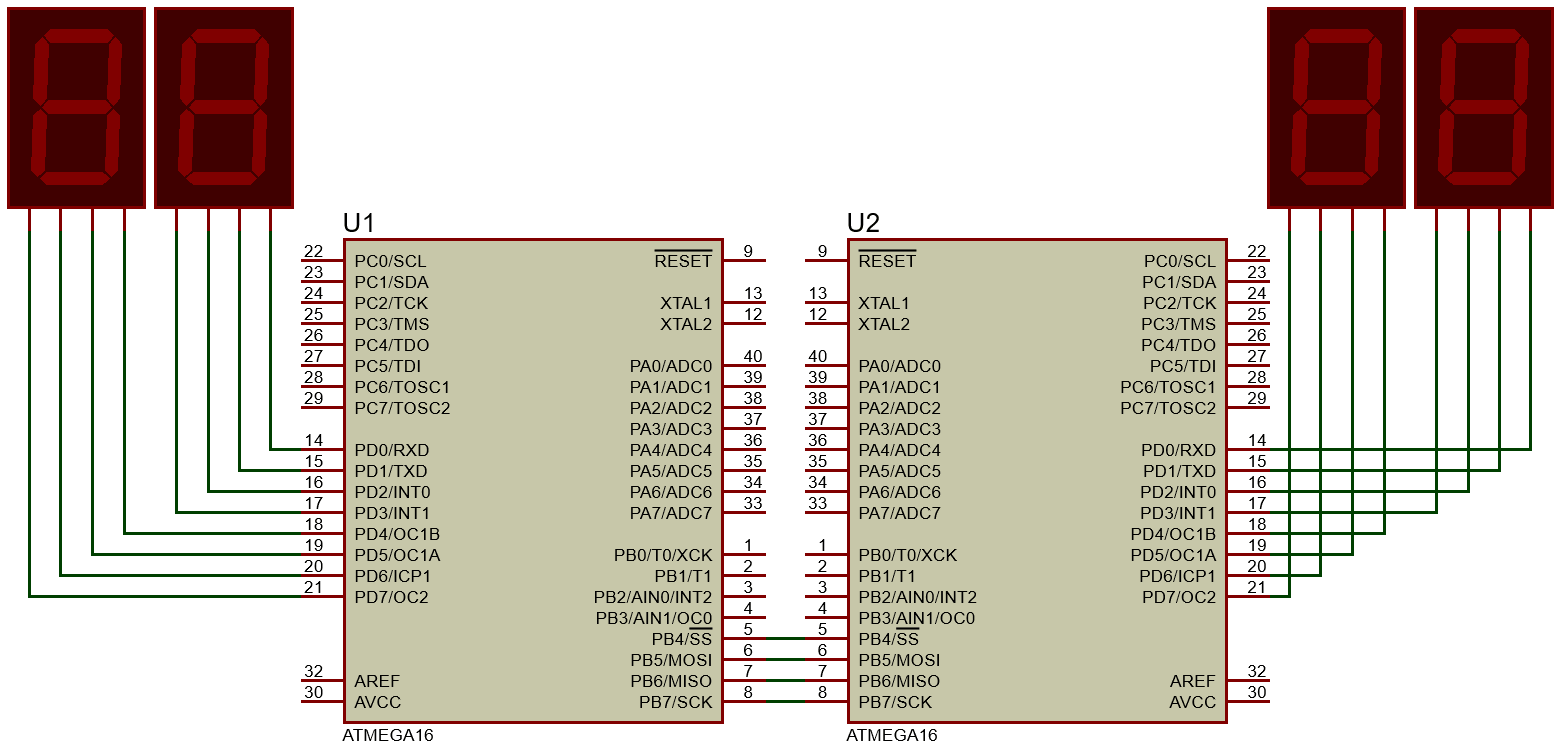 U1
22 PC0/SCL RESET 9
23 PC1/SDA
24 PC2/TCK XTAL1 13
25 PC3/TMS XTAL2 12
26 PC4/TDO
27 PC5/TDI PA0/ADC0 40
28 PC6/TOSC1 PA1/ADC1 39
29 PC7/TOSC2 PA2/ADC2 38
PA3/ADC3 37
14 PD0/RXD PA4/ADC4 36
15 PD1/TXD PA5/ADC5 35
16 PD2/INT0 PA6/ADC6 34
17 PD3/INT1 PA7/ADC7 33
18 PD4/OC1B
19 PD5/OC1A PB0/T0/XCK 1
20 PD6/ICP1 PB1/T1 2
21 PD7/OC2 PB2/AIN0/INT2 3
PB3/AIN1/OC0 4
PB4/SS 5
PB5/MOSI 6
32 AREF PB6/MISO 7
30 AVCC PB7/SCK 8
ATMEGA16
U2
9 RESET PC0/SCL 22
PC1/SDA 23
13 XTAL1 PC2/TCK 24
12 XTAL2 PC3/TMS 25
PC4/TDO 26
40 PA0/ADC0 PC5/TDI 27
39 PA1/ADC1 PC6/TOSC1 28
38 PA2/ADC2 PC7/TOSC2 29
37 PA3/ADC3
36 PA4/ADC4 PD0/RXD 14
35 PA5/ADC5 PD1/TXD 15
34 PA6/ADC6 PD2/INT0 16
33 PA7/ADC7 PD3/INT1 17
PD4/OC1B 18
1 PB0/T0/XCK PD5/OC1A 19
2 PB1/T1 PD6/ICP1 20
3 PB2/AIN0/INT2 PD7/OC2 21
4 PB3/AIN1/OC0
5 PB4/SS
6 PB5/MOSI
7 PB6/MISO AREF 32
8 PB7/SCK AVCC 30
ATMEGA16